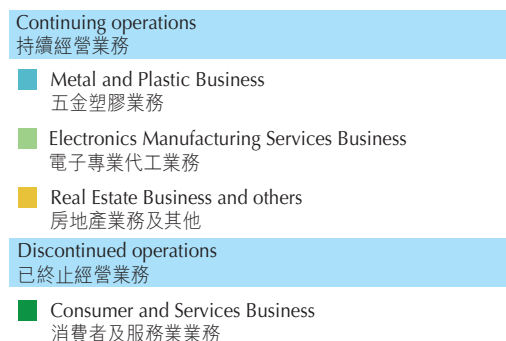 Continuing operations
持續經營業務
Metal and Plastic Business
五金塑膠業務
Electronics Manufacturing Services Business
電子專業代工業務
Real Estate Business and others
房地產業務及其他
Discontinued operations
已終止經營業務
Consumer and Services Business
消費者及服務業業務